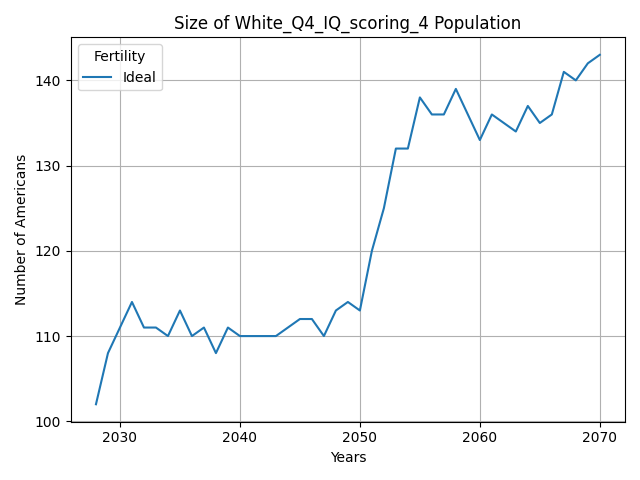 Size of White_Q4_IQ_scoring_4 Population
Fertility
Ideal
Number of Americans
140
130
120
110
100
2030 2040 2050 2060 2070
Years